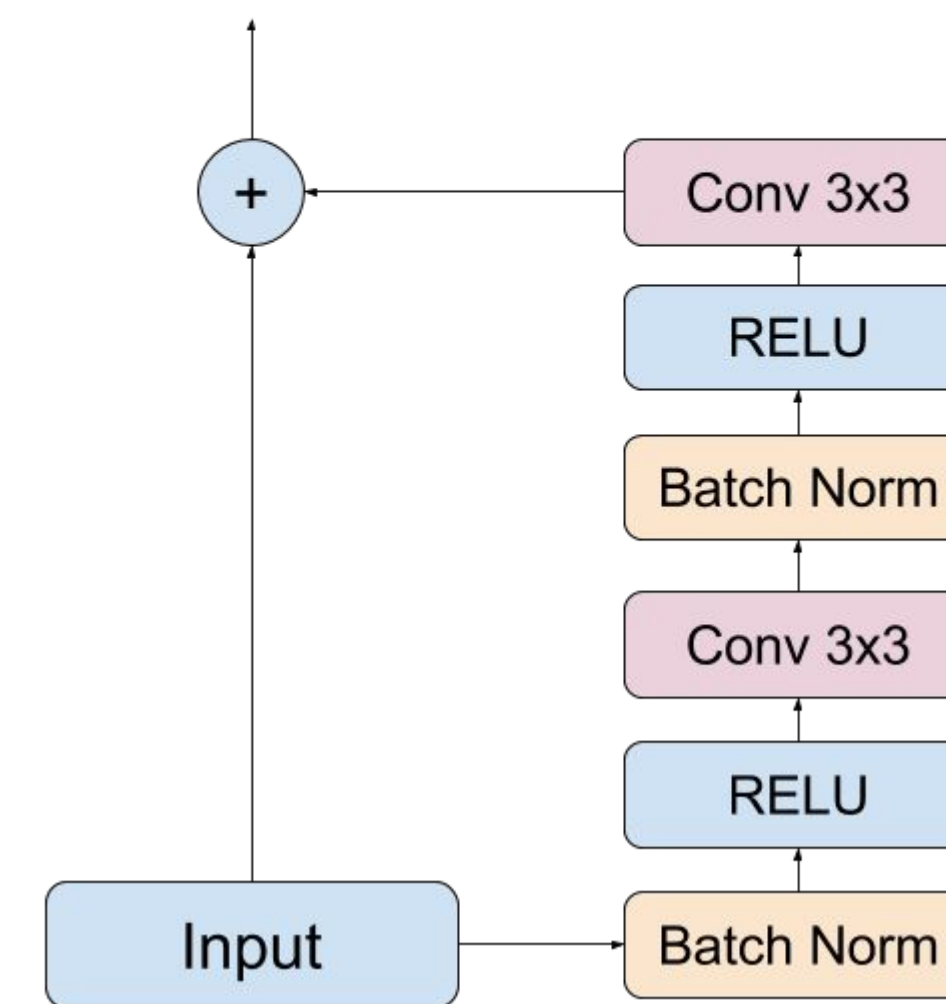 +
Conv 3x3
RELU
Batch Norm
Conv 3x3
RELU
Input
Batch Norm